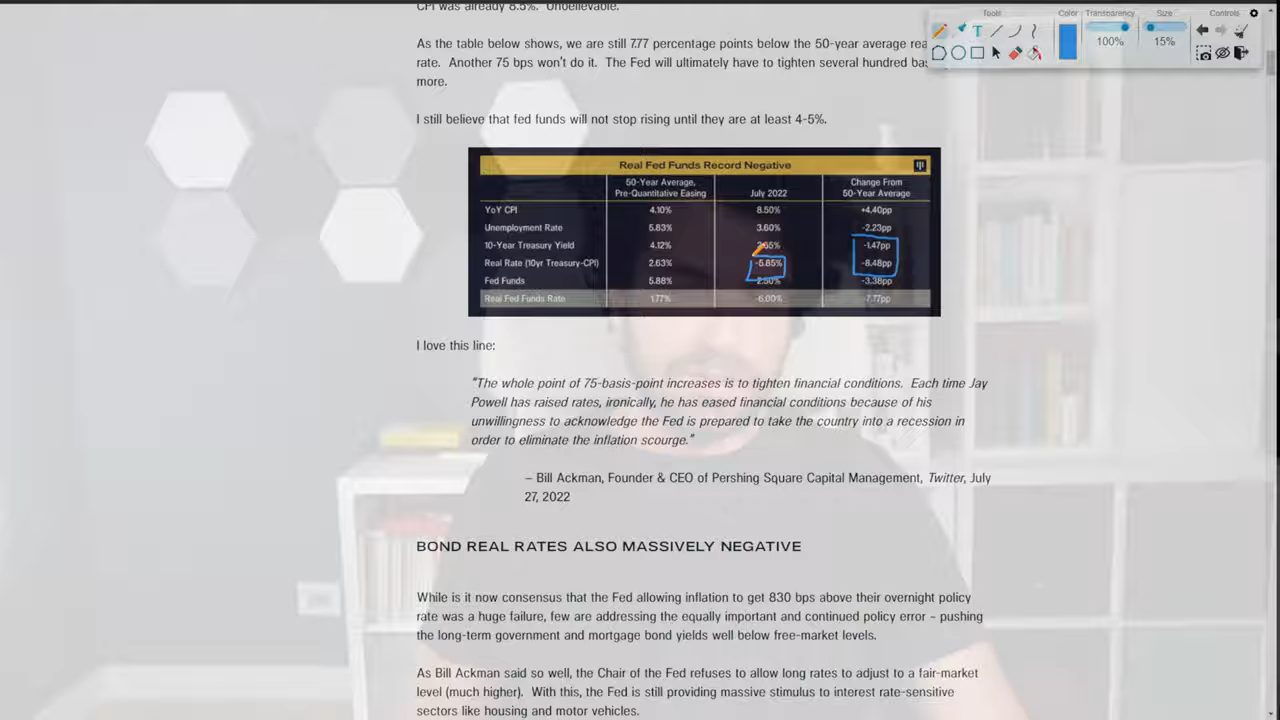 CPI was already 8.5%. Unbelievable.
Tools Color Transparency Size Controls
100% 15%
As the table below shows, we are still 7.77 percentage points below the 50-year average
rate. Another 75 bps won't do it. The Fed will ultimately have to tighten several hundred
more.
I still believe that fed funds will not stop rising until they are at least 4-5%.
Real Fed Funds Record Negative
50-Year Average, Pre-Quantitative Easing July 2022 Change From 50-Year Average
YoY CPI 4.10% 8.50% +4.40pp
Unemployment Rate 5.83% 3.60% -2.23pp
10-Year Treasury Yield 4.12% 2.65% -1.47pp
Real Rate (10yr Treasury-CPI) 2.63% -5.85% -8.48pp
Fed Funds 5.88% 2.50% -3.38pp
Real Fed Funds Rate 1.77% -6.00% -7.77pp
I love this line:
"The whole point of 75-basis-point increases is to tighten financial conditions. Each time Jay
Powell has raised rates, ironically, he has eased financial conditions because of his
unwillingness to acknowledge the Fed is prepared to take the country into a recession in
order to eliminate the inflation scourge."
– Bill Ackman, Founder & CEO of Pershing Square Capital Management, Twitter, July
27, 2022
BOND REAL RATES ALSO MASSIVELY NEGATIVE
While is it now consensus that the Fed allowing inflation to get 830 bps above their overnight policy
rate was a huge failure, few are addressing the equally important and continued policy error – pushing
the long-term government and mortgage bond yields well below free-market levels.
As Bill Ackman said so well, the Chair of the Fed refuses to allow long rates to adjust to a fair-market
level (much higher). With this, the Fed is still providing massive stimulus to interest rate-sensitive
sectors like housing and motor vehicles.